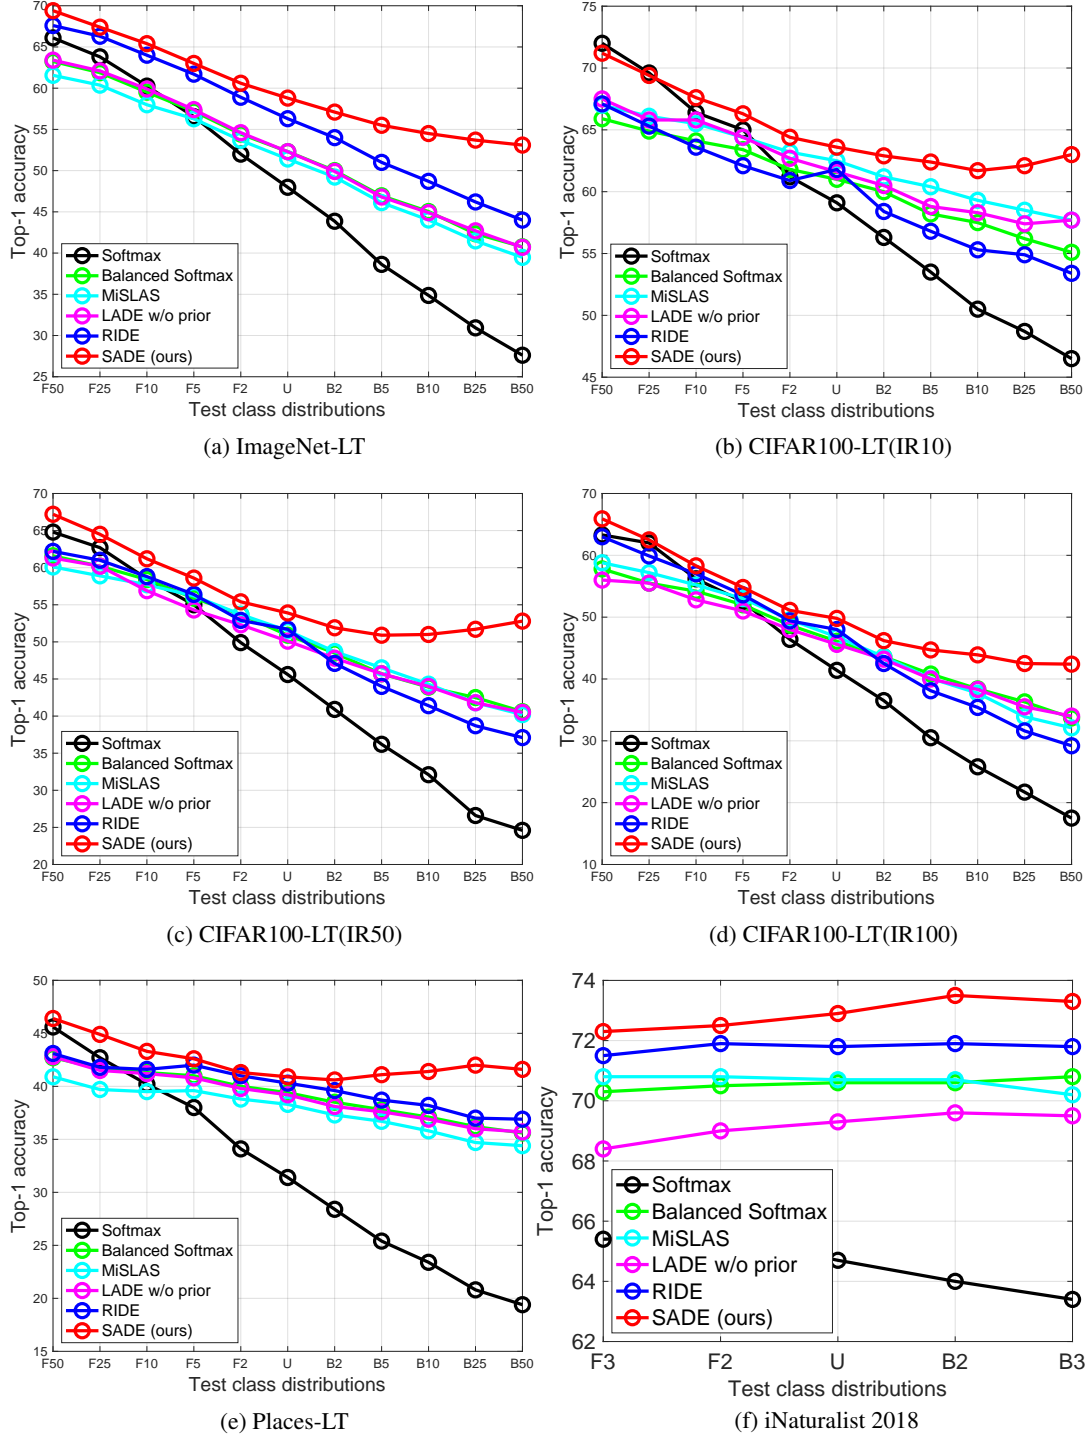 70
65
60
55
50
45
40
35
30
25
Top-1 accuracy
Softmax
Balanced Softmax
MiSLAS
LADE w/o prior
RIDE
SADE (ours)
F50 F25 F10 F5 F2 U B2 B5 B10 B25 B50
Test class distributions
(a) ImageNet-LT
75
70
65
60
55
50
45
Top-1 accuracy
Softmax
Balanced Softmax
MiSLAS
LADE w/o prior
RIDE
SADE (ours)
F50 F25 F10 F5 F2 U B2 B5 B10 B25 B50
Test class distributions
(b) CIFAR100-LT(IR10)
70
65
60
55
50
45
40
35
30
25
20
Top-1 accuracy
Softmax
Balanced Softmax
MiSLAS
LADE w/o prior
RIDE
SADE (ours)
F50 F25 F10 F5 F2 U B2 B5 B10 B25 B50
Test class distributions
(c) CIFAR100-LT(IR50)
70
60
50
40
30
20
10
Top-1 accuracy
Softmax
Balanced Softmax
MiSLAS
LADE w/o prior
RIDE
SADE (ours)
F50 F25 F10 F5 F2 U B2 B5 B10 B25 B50
Test class distributions
(d) CIFAR100-LT(IR100)
50
45
40
35
30
25
20
15
Top-1 accuracy
Softmax
Balanced Softmax
MiSLAS
LADE w/o prior
RIDE
SADE (ours)
F50 F25 F10 F5 F2 U B2 B5 B10 B25 B50
Test class distributions
(e) Places-LT
74
72
70
68
66
64
62
Top-1 accuracy
Softmax
Balanced Softmax
MiSLAS
LADE w/o prior
RIDE
SADE (ours)
F3 F2 U B2 B3
Test class distributions
(f) iNaturalist 2018